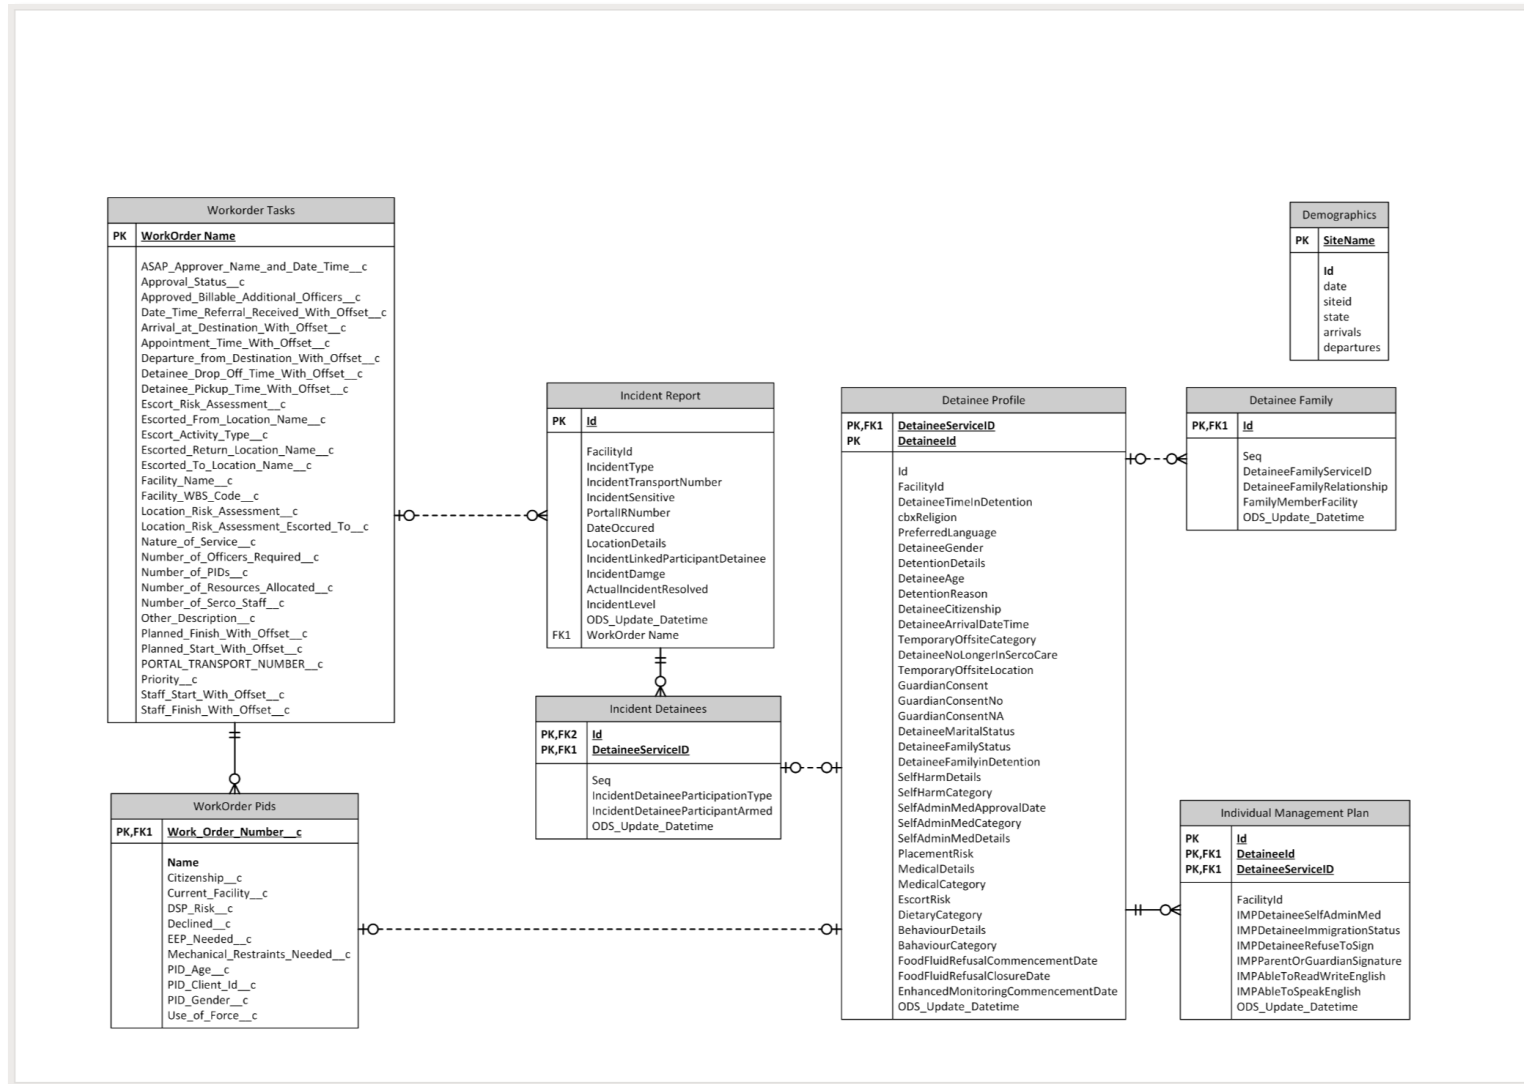 Workorder Tasks
PK WorkOrder Name
ASAP_Approver_Name_and_Date_Time__c
Approval_Status__c
Approved_Billable_Additional_Officers__c
Date_Time_Referral_Received_With_Offset__c
Arrival_at_Destination_With_Offset__c
Appointment_Time_With_Offset__c
Departure_from_Destination_With_Offset__c
Detainee_Drop_Off_Time_With_Offset__c
Detainee_Pickup_Time_With_Offset__c
Escort_Risk_Assessment__c
Escorted_From_Location_Name__c
Escort_Activity_Type__c
Escorted_Return_Location_Name__c
Escorted_To_Location_Name__c
Facility_Name__c
Facility_WBS_Code__c
Location_Risk_Assessment__c
Location_Risk_Assessment_Escorted_To__c
Nature_of_Service__c
Number_of_Officers_Required__c
Number_of_PIDs__c
Number_of_Resources_Allocated__c
Number_of_Serco_Staff__c
Other_Description__c
Planned_Finish_With_Offset__c
Planned_Start_With_Offset__c
PORTAL_TRANSPORT_NUMBER__c
Priority__c
Staff_Start_With_Offset__c
Staff_Finish_With_Offset__c
WorkOrder Pids
PK,FK1 Work_Order_Number__c
Name
Citizenship__c
Current_Facility__c
DSP_Risk__c
Declined__c
EEP_Needed__c
Mechanical_Restraints_Needed__c
PID_Age__c
PID_Client_Id__c
PID_Gender__c
Use_of_Force__c
Incident Report
PK Id
FacilityId
IncidentType
IncidentTransportNumber
IncidentSensitive
PortalIRNumber
DateOccured
LocationDetails
IncidentLinkedParticipantDetainee
IncidentDamge
ActualIncidentResolved
IncidentLevel
ODS_Update_Datetime
FK1 WorkOrder Name
Incident Detainees
PK,FK2 Id
PK,FK1 DetaineeServiceID
Seq
IncidentDetaineeParticipationType
IncidentDetaineeParticipantArmed
ODS_Update_Datetime
Detainee Profile
PK,FK1 DetaineeServiceID
PK DetaineeId
Id
FacilityId
DetaineeTimeInDetention
cbxReligion
PreferredLanguage
DetaineeGender
DetentionDetails
DetaineeAge
DetentionReason
DetaineeCitizenship
DetaineeArrivalDateTime
TemporaryOffsiteCategory
DetaineeNoLongerInSercoCare
TemporaryOffsiteLocation
GuardianConsent
GuardianConsentNo
GuardianConsentNA
DetaineeMaritalStatus
DetaineeFamilyStatus
DetaineeFamilyinDetention
SelfHarmDetails
SelfHarmCategory
SelfAdminMedApprovalDate
SelfAdminMedCategory
SelfAdminMedDetails
PlacementRisk
MedicalDetails
MedicalCategory
EscortRisk
DietaryCategory
BehaviourDetails
BahaviourCategory
FoodFluidRefusalCommencementDate
FoodFluidRefusalClosureDate
EnhancedMonitoringCommencementDate
ODS_Update_Datetime
Demographics
PK SiteName
Id
date
siteid
state
arrivals
departures
Detainee Family
PK,FK1 Id
Seq
DetaineeFamilyServiceID
DetaineeFamilyRelationship
FamilyMemberFacility
ODS_Update_Datetime
Individual Management Plan
PK Id
PK,FK1 DetaineeId
PK,FK1 DetaineeServiceID
FacilityId
IMPDetaineeSelfAdminMed
IMPDetaineeImmigrationStatus
IMPDetaineeRefuseToSign
IMPParentOrGuardianSignature
IMPAbleToReadWriteEnglish
IMPAbleToSpeakEnglish
ODS_Update_Datetime